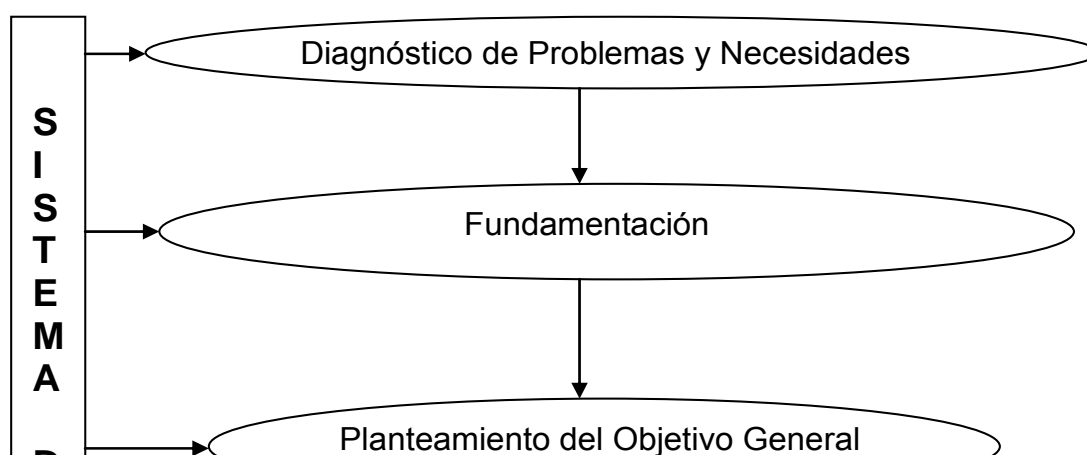 Diagnóstico de Problemas y Necesidades
S
I
S
T
E
M
A
Fundamentación
Planteamiento del Objetivo General